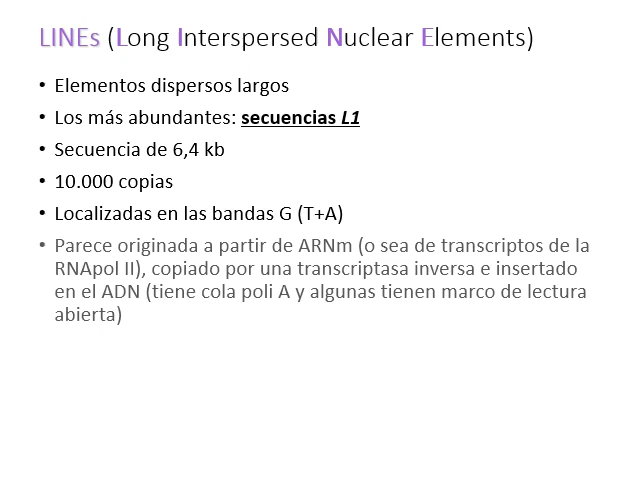 LINEs (Long Interspersed Nuclear Elements)
• Elementos dispersos largos
• Los más abundantes: secuencias L1
• Secuencia de 6,4 kb
• 10.000 copias
• Localizadas en las bandas G (T+A)
• Parece originada a partir de ARNm (o sea de transcriptos de la
RNApol II), copiado por una transcriptasa inversa e insertado
en el ADN (tiene cola poli A y algunas tienen marco de lectura
abierta)